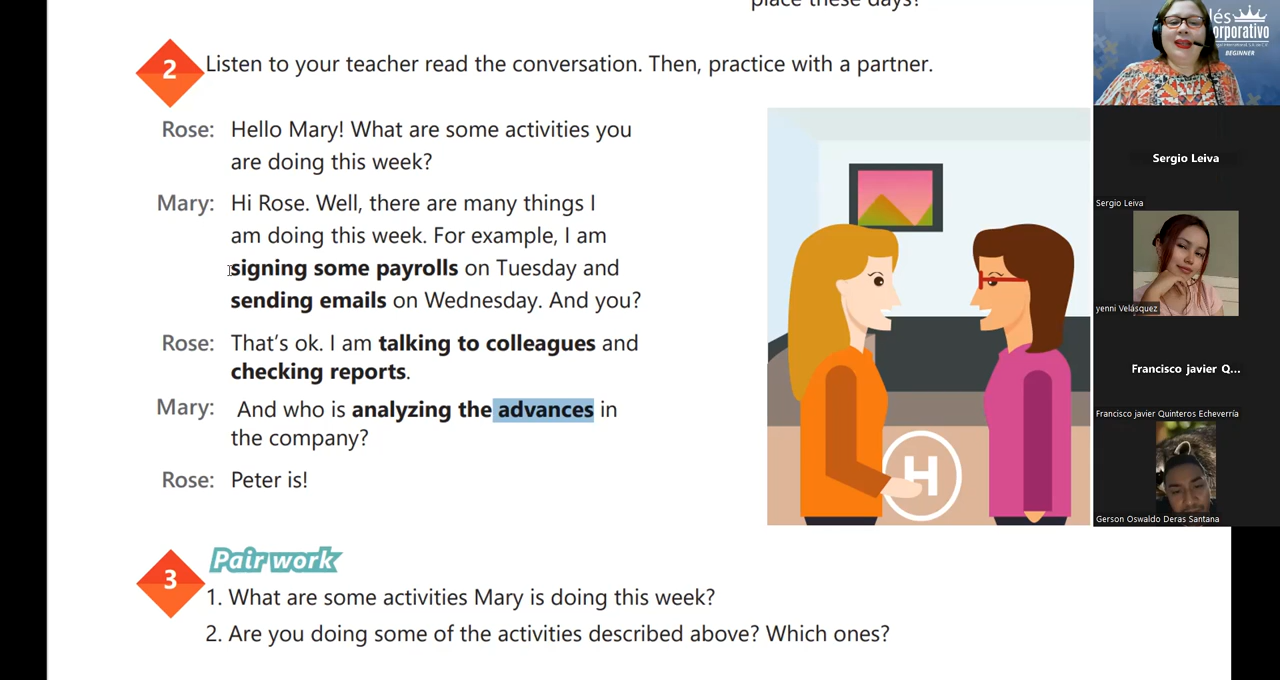 place these days?
2 Listen to your teacher read the conversation. Then, practice with a partner.
Rose: Hello Mary! What are some activities you
are doing this week?
Mary: Hi Rose. Well, there are many things I
am doing this week. For example, I am
signing some payrolls on Tuesday and
sending emails on Wednesday. And you?
Rose: That's ok. I am talking to colleagues and
checking reports.
Mary: And who is analyzing the advances in
the company?
Rose: Peter is!
H
3 Pair work
1. What are some activities Mary is doing this week?
2. Are you doing some of the activities described above? Which ones?
lés
orporativo
BEGINNER
Sergio Leiva
Sergio Leiva
yenni Velásquez
Francisco javier Q...
Francisco javier Quinteros Echeverría
Gerson Oswaldo Deras Santana